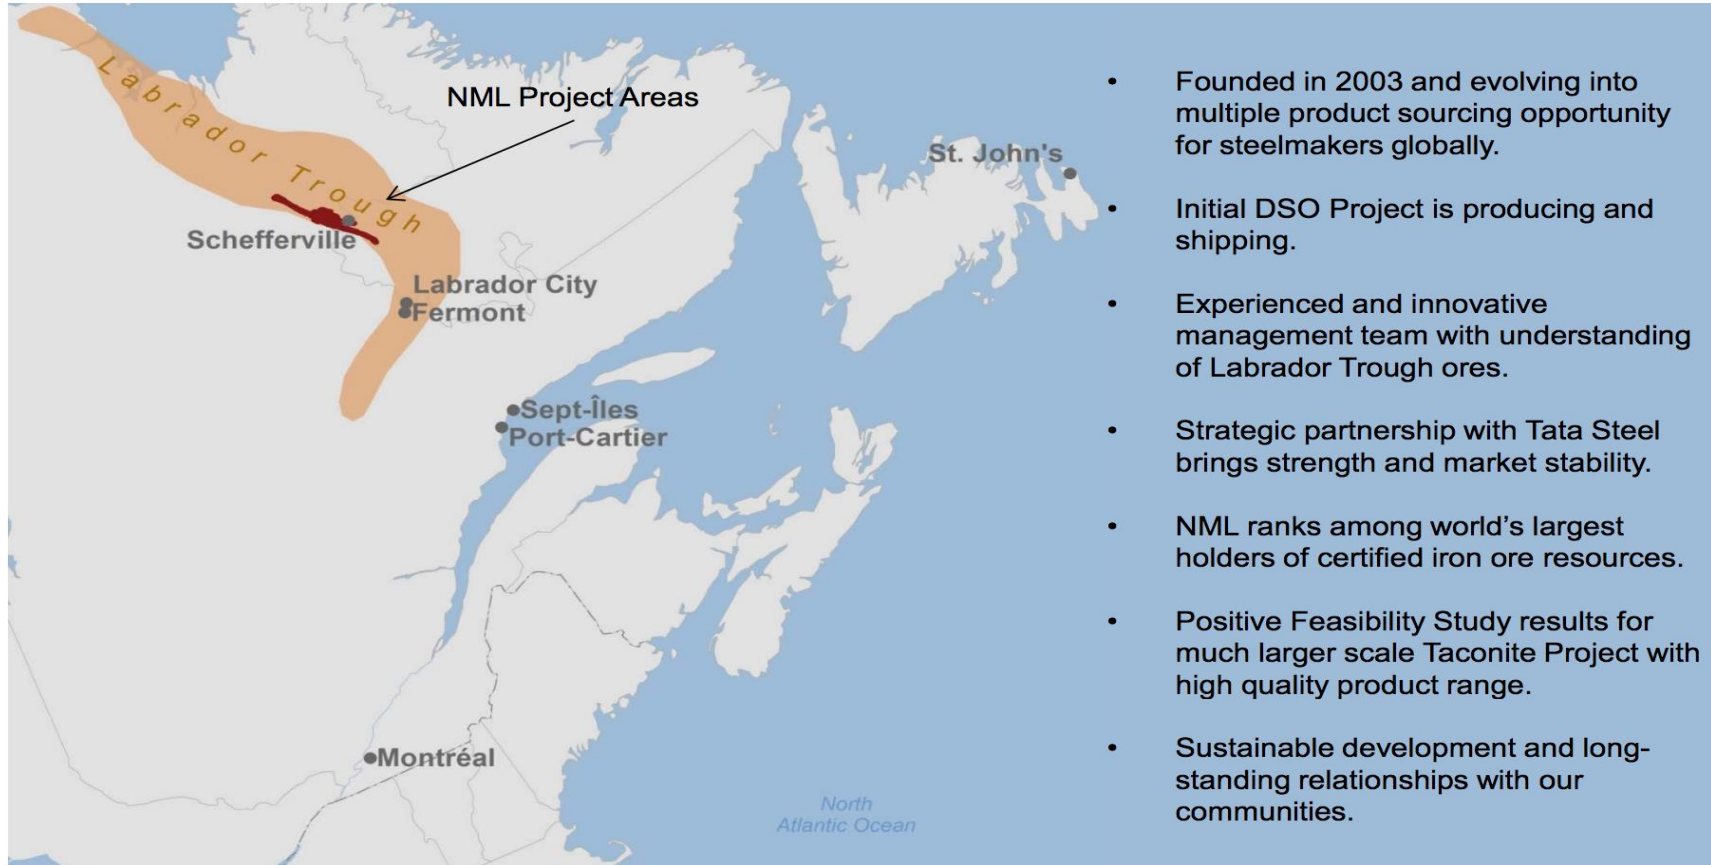 Labrador Trough
NML Project Areas
St. John's
Schefferville
Labrador City
Fermont
Sept-Îles
Port-Cartier
Montréal
North
Atlantic Ocean
• Founded in 2003 and evolving into
multiple product sourcing opportunity
for steelmakers globally.
• Initial DSO Project is producing and
shipping.
• Experienced and innovative
management team with understanding
of Labrador Trough ores.
• Strategic partnership with Tata Steel
brings strength and market stability.
• NML ranks among world’s largest
holders of certified iron ore resources.
• Positive Feasibility Study results for
much larger scale Taconite Project with
high quality product range.
• Sustainable development and long-
standing relationships with our
communities.